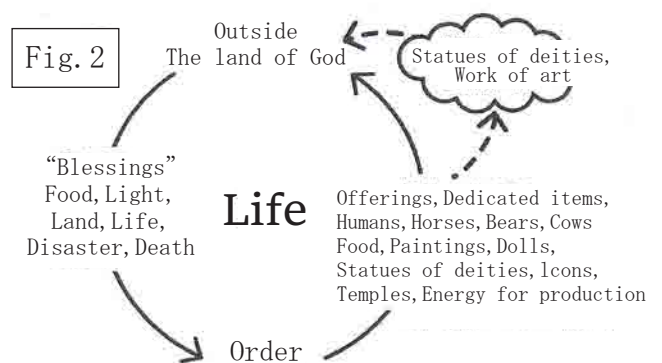 Fig. 2
Outside
The land of God
Statues of deities,
Work of art
“Blessings”
Food, Light,
Land, Life,
Disaster, Death
Life
Offerings, Dedicated items,
Humans, Horses, Bears, Cows
Food, Paintings, Dolls,
Statues of deities, lcons,
Temples, Energy for production
Order